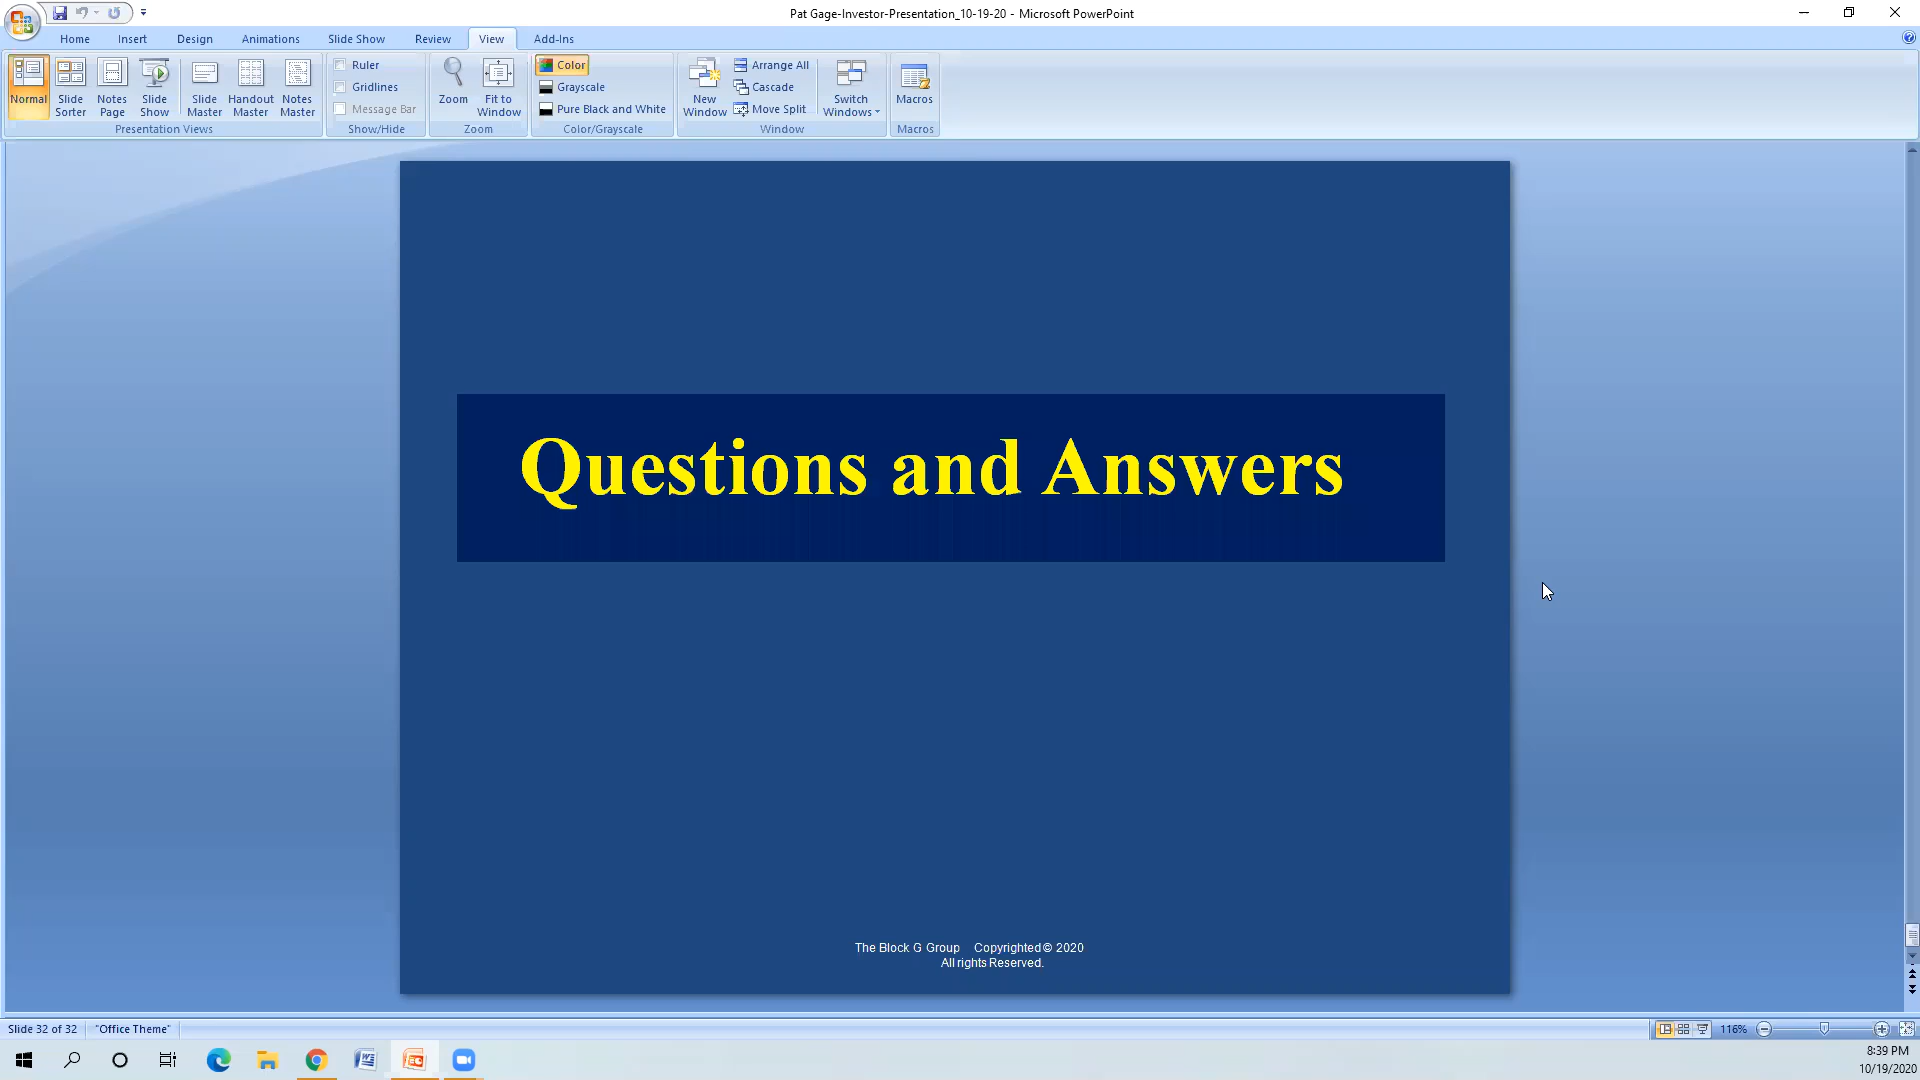 Pat Gage-Investor-Presentation_10-19-20 - Microsoft PowerPoint
Home Insert Design Animations Slide Show Review View Add-Ins
Normal
Slide Sorter
Notes Page
Slide Show
Slide Master
Handout Master
Notes Master
Presentation Views
Ruler
Gridlines
Message Bar
Show/Hide
Zoom
Fit to Window
Zoom
Color
Grayscale
Pure Black and White
Color/Grayscale
New Window
Arrange All
Cascade
Move Split
Switch Windows
Window
Macros
Macros
Questions and Answers
The Block G Group Copyrighted © 2020
All rights Reserved.
Slide 32 of 32 "Office Theme" 116%
8:39 PM
10/19/2020